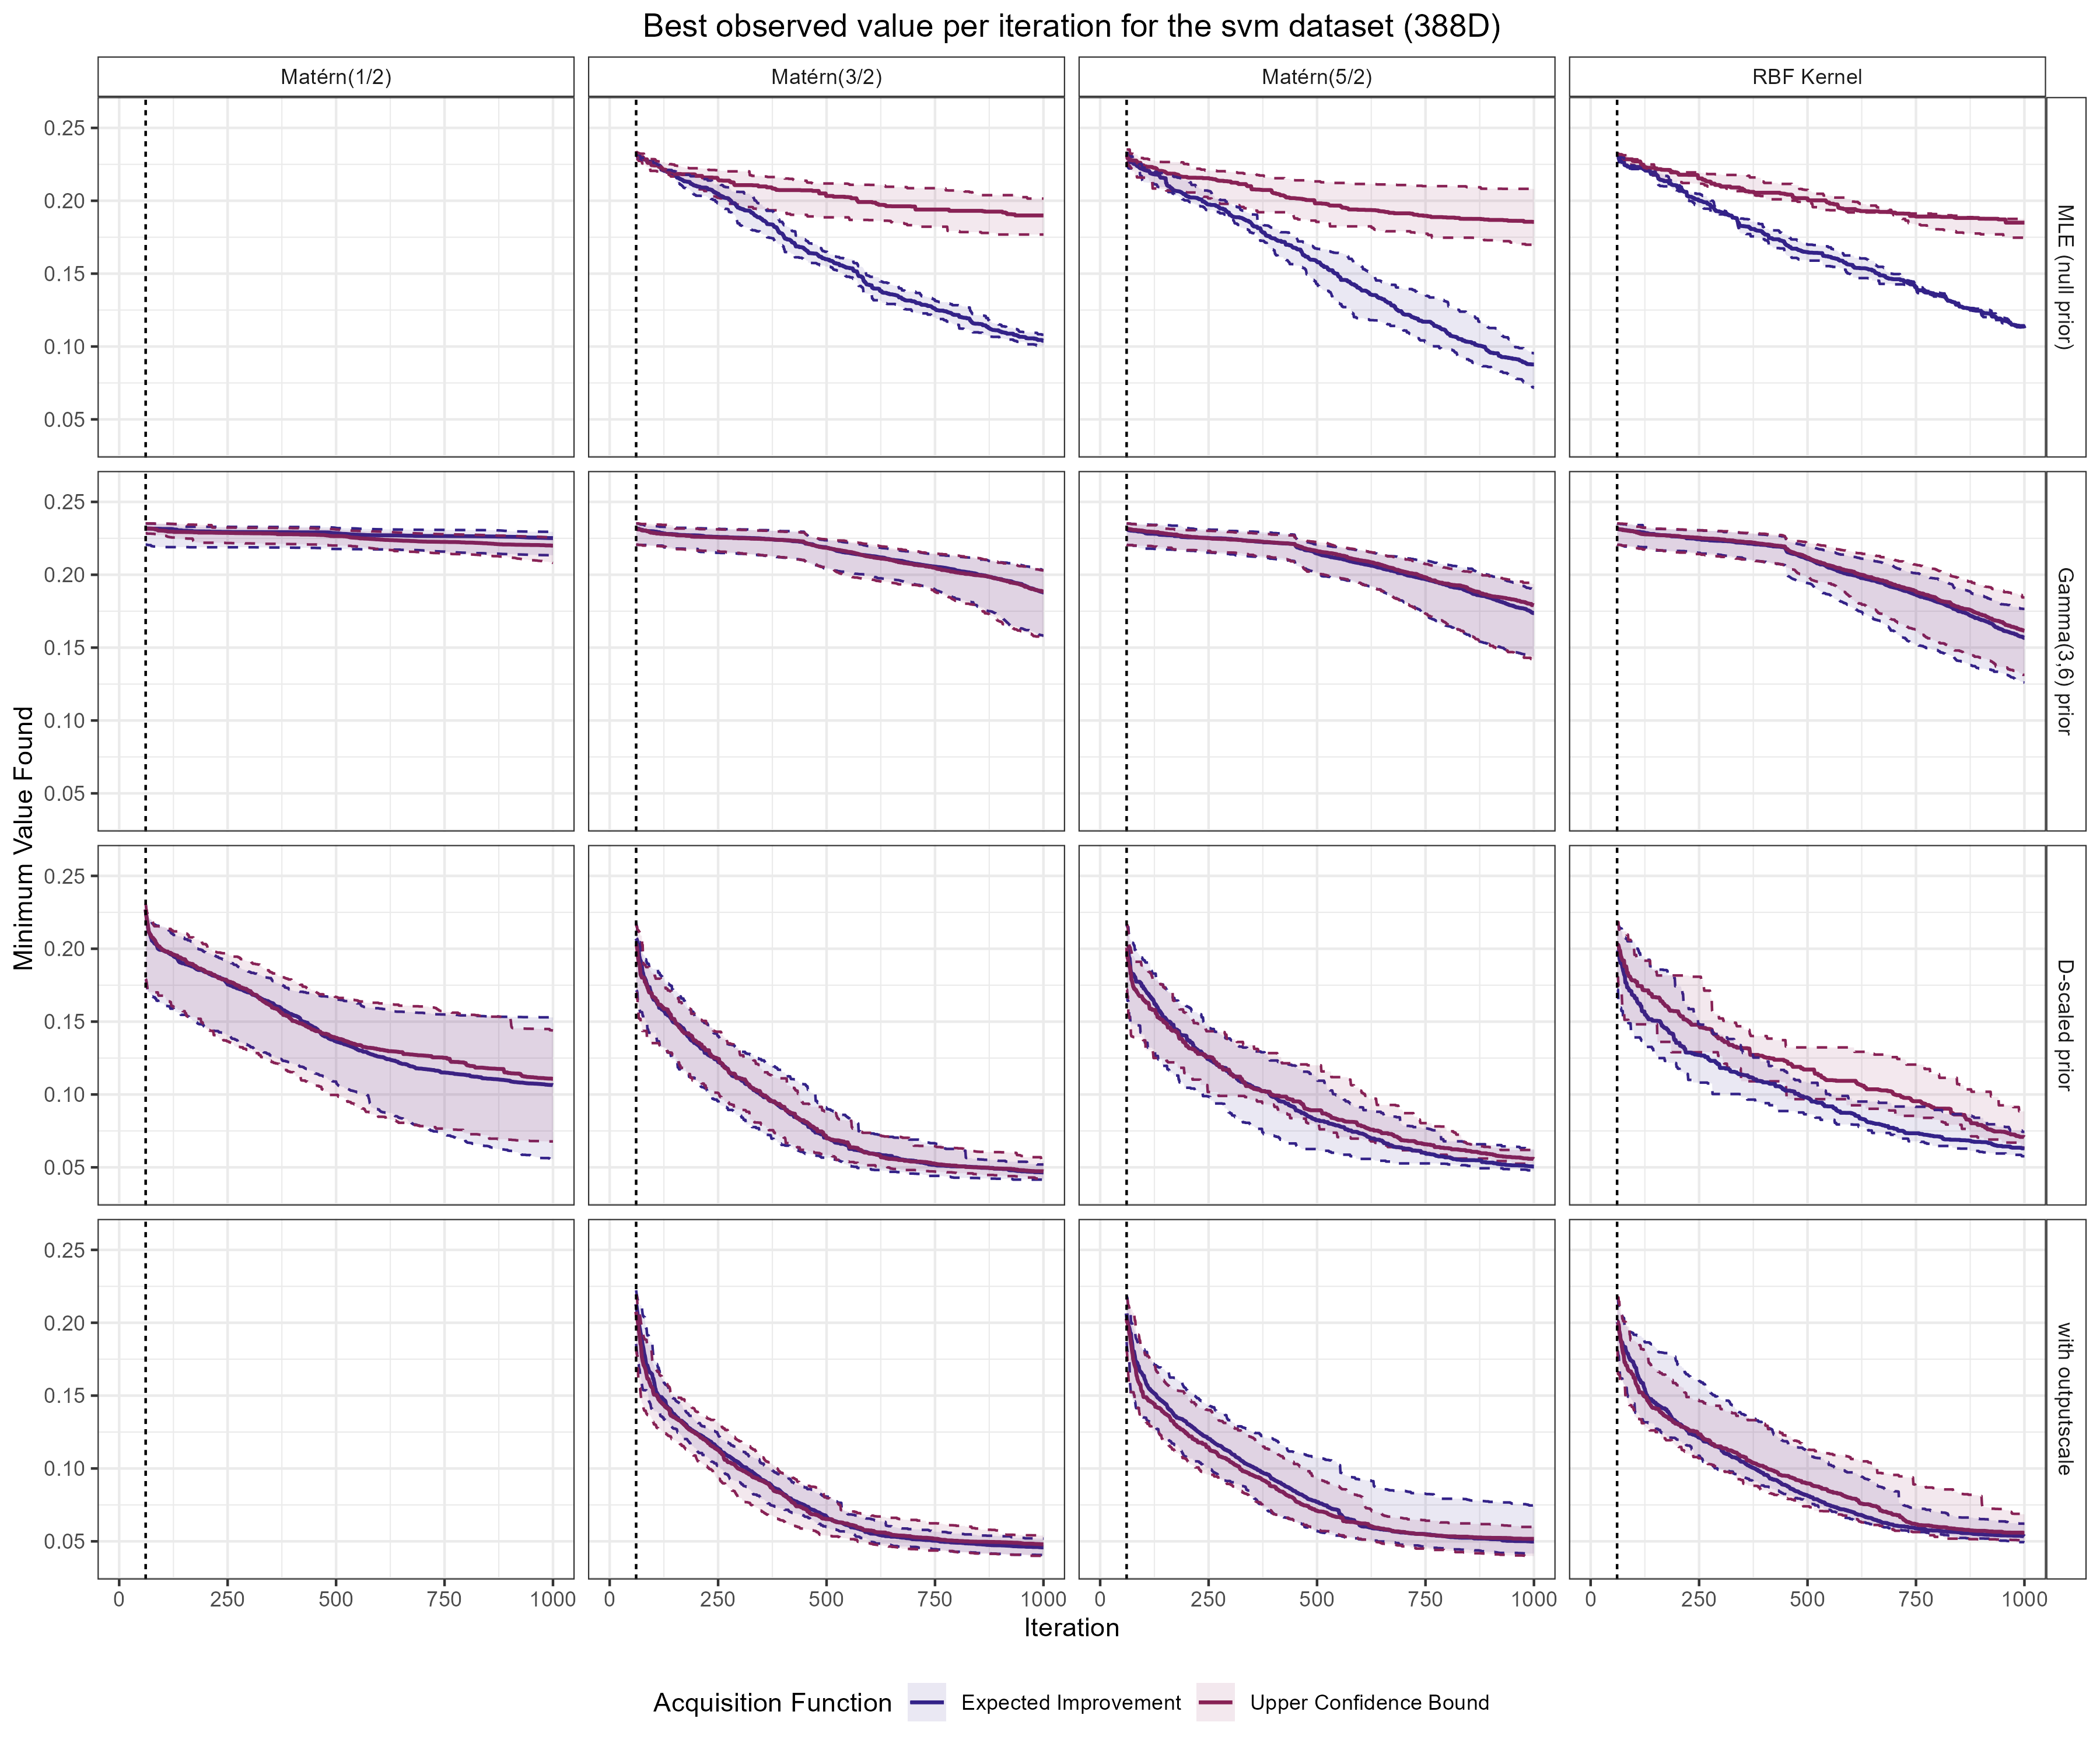 Best observed value per iteration for the svm dataset (388D)
Matérn(1/2)
Matérn(3/2)
Matérn(5/2)
RBF Kernel
0.25
0.20
0.15
0.10
0.05
MLE (null prior)
0.25
0.20
0.15
0.10
0.05
Gamma(3,6) prior
0.25
0.20
0.15
0.10
0.05
D-scaled prior
0.25
0.20
0.15
0.10
0.05
with outputscale
Minimum Value Found
0 250 500 750 1000
0 250 500 750 1000
0 250 500 750 1000
0 250 500 750 1000
Iteration
Acquisition Function Expected Improvement Upper Confidence Bound